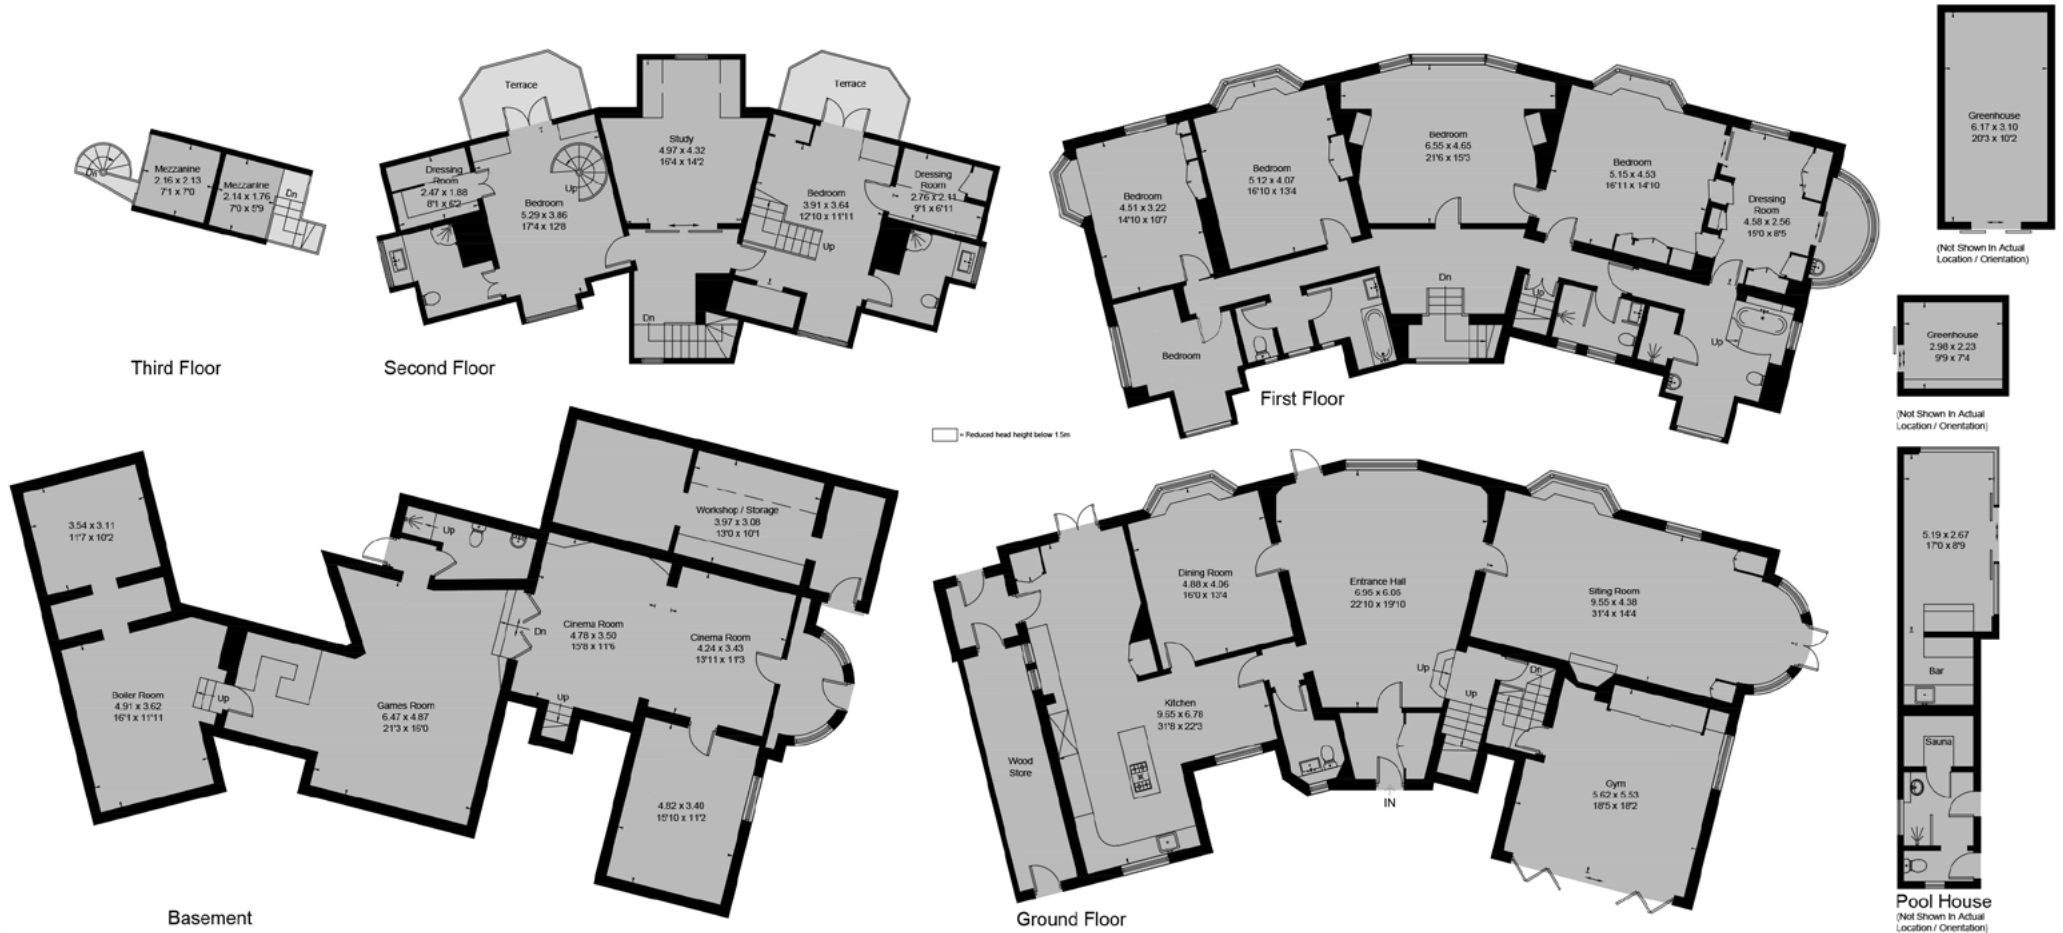 Dn
Mezzanine
2.16 x 2.13
7'1 x 7'0
Mezzanine
2.14 x 1.76
7'0 x 5'9
Dn
Third Floor
Terrace
Terrace
Study
4.97 x 4.32
16'4 x 14'2
Dressing
Room
2.47 x 1.88
8'1 x 6'2
Up
Bedroom
5.29 x 3.86
17'4 x 12'8
Bedroom
3.91 x 3.64
12'10 x 11'11
Up
Dressing
Room
2.76 x 2.11
9'1 x 6'11
Dn
Second Floor
Bedroom
4.51 x 3.22
14'10 x 10'7
Bedroom
5.12 x 4.07
16'10 x 13'4
Bedroom
6.55 x 4.65
21'6 x 15'3
Bedroom
5.15 x 4.53
16'11 x 14'10
Dressing
Room
4.58 x 2.56
15'0 x 8'5
Dn
Up
Up
Bedroom
First Floor
Greenhouse
6.17 x 3.10
20'3 x 10'2
(Not Shown In Actual
Location / Orientation)
Greenhouse
2.98 x 2.23
9'9 x 7'4
(Not Shown In Actual
Location / Orientation)
= Reduced head height below 1.5m
3.54 x 3.11
11'7 x 10'2
Up
Workshop / Storage
3.97 x 3.08
13'0 x 10'1
Dn
Cinema Room
4.78 x 3.50
15'8 x 11'6
Cinema Room
4.24 x 3.43
13'11 x 11'3
Boiler Room
4.91 x 3.62
16'1 x 11'11
Up
Games Room
6.47 x 4.87
21'3 x 16'0
Up
4.82 x 3.40
15'10 x 11'2
Basement
Dining Room
4.88 x 4.06
16'0 x 13'4
Entrance Hall
6.95 x 6.05
22'10 x 19'10
Siting Room
9.55 x 4.38
31'4 x 14'4
Up
Up
Dn
Kitchen
9.65 x 6.78
31'8 x 22'3
Wood
Store
IN
Gym
5.62 x 5.53
18'5 x 18'2
Ground Floor
5.19 x 2.67
17'0 x 8'9
Bar
Sauna
Pool House
(Not Shown In Actual
Location / Orientation)